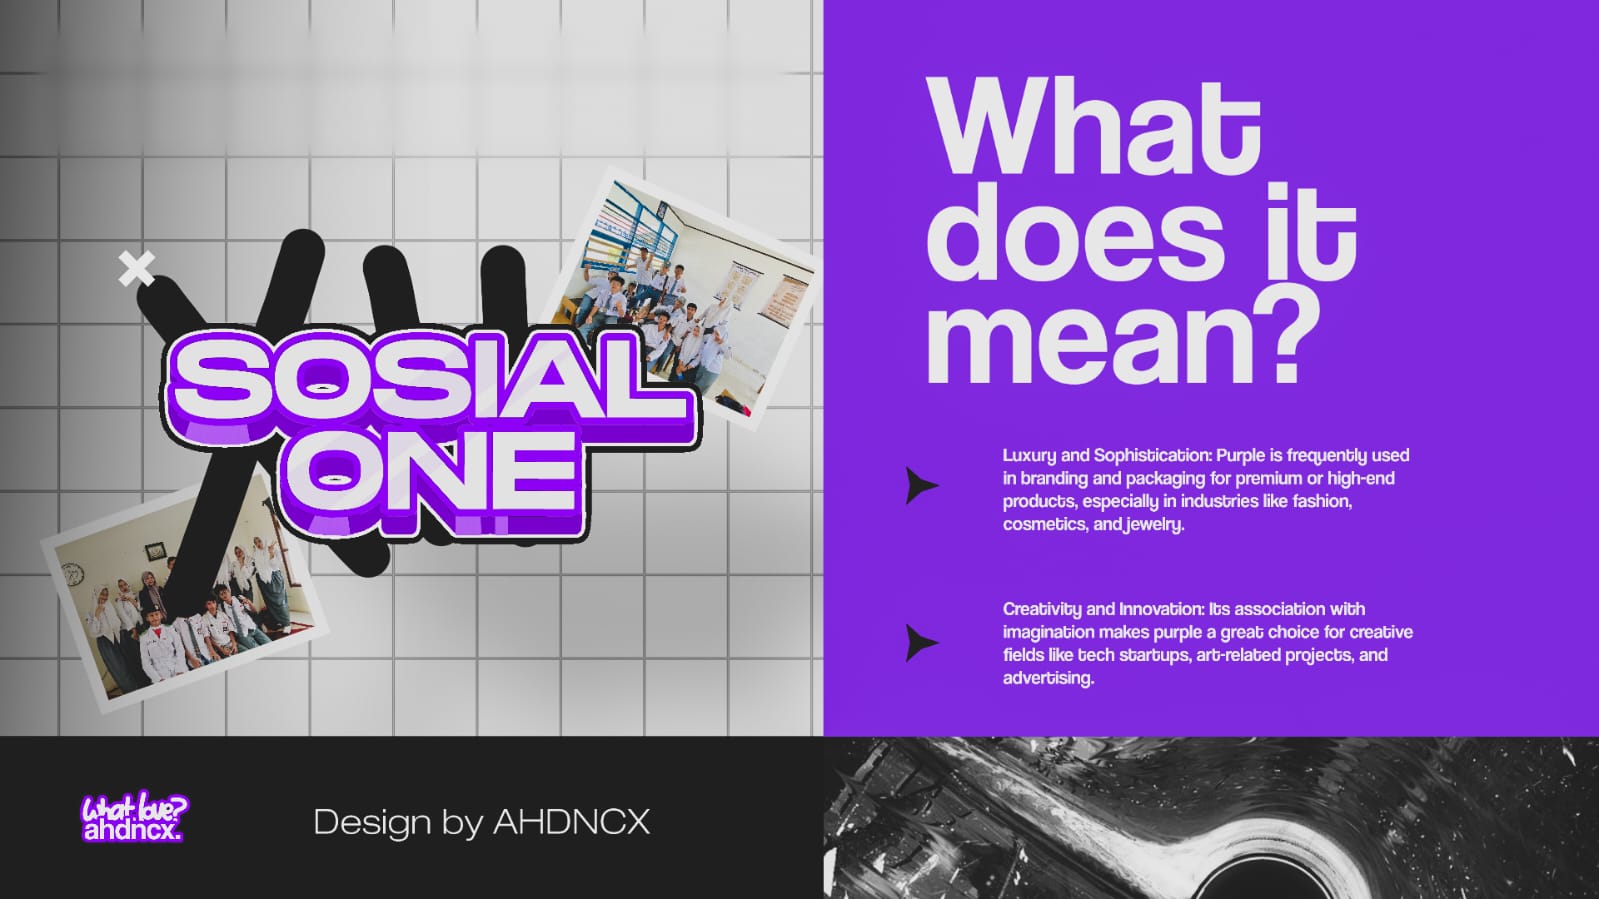 XII
SOSIAL
ONE
What
does it
mean?
Luxury and Sophistication: Purple is frequently used
in branding and packaging for premium or high-end
products, especially in industries like fashion,
cosmetics, and jewelry.
Creativity and Innovation: Its association with
imagination makes purple a great choice for creative
fields like tech startups, art-related projects, and
advertising.
What love?
ahdncx.
Design by AHDNCX